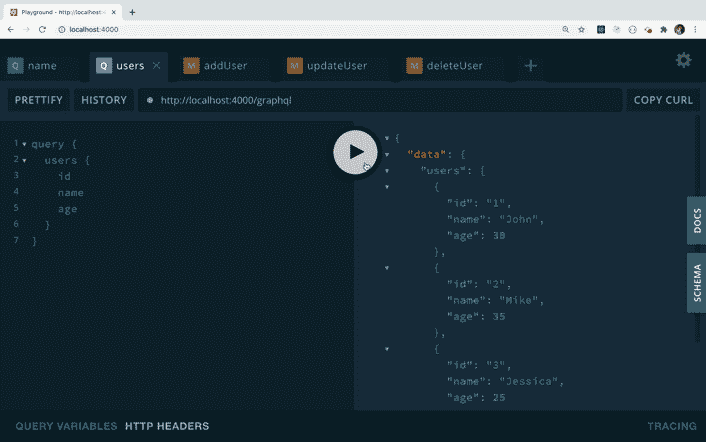 Playground - http://localhost:4
localhost:4000
Q name
Q users
M addUser
M updateUser
M deleteUser
PRETTIFY
HISTORY
http://localhost:4000/graphql
COPY CURL
1 query {
2 users {
3 id
4 name
5 age
6 }
7 }
{
"data": {
"users": [
{
"id": "1",
"name": "John",
"age": 38
},
{
"id": "2",
"name": "Mike",
"age": 35
},
{
"id": "3",
"name": "Jessica",
"age": 25
DOCS
SCHEMA
QUERY VARIABLES
HTTP HEADERS
TRACING